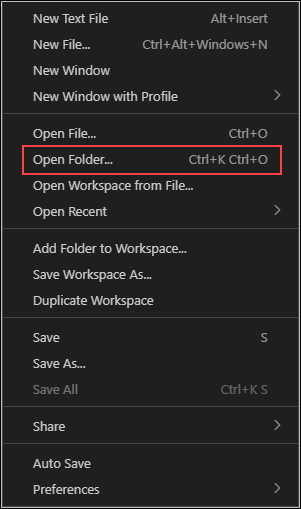 New Text File Alt+Insert
New File... Ctrl+Alt+Windows+N
New Window
New Window with Profile
Open File... Ctrl+O
Open Folder... Ctrl+K Ctrl+O
Open Workspace from File...
Open Recent
Add Folder to Workspace...
Save Workspace As...
Duplicate Workspace
Save S
Save As...
Save All Ctrl+K S
Share
Auto Save
Preferences